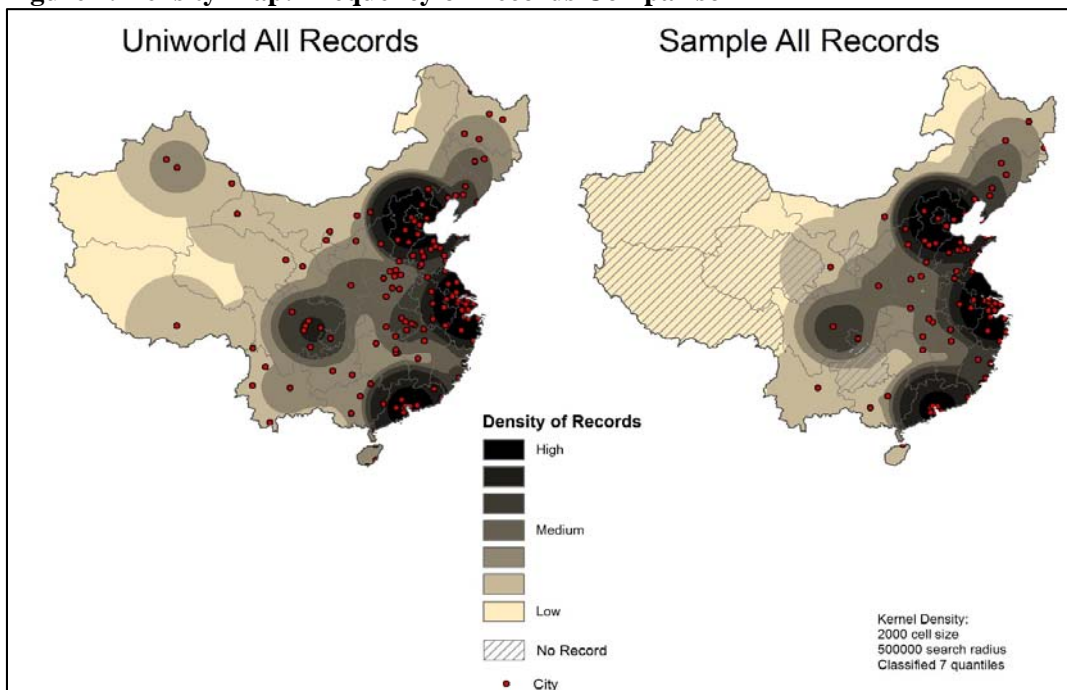 Uniworld All Records
Sample All Records
Density of Records
High
Medium
Low
No Record
City
Kernel Density:
2000 cell size
500000 search radius
Classified 7 quantiles